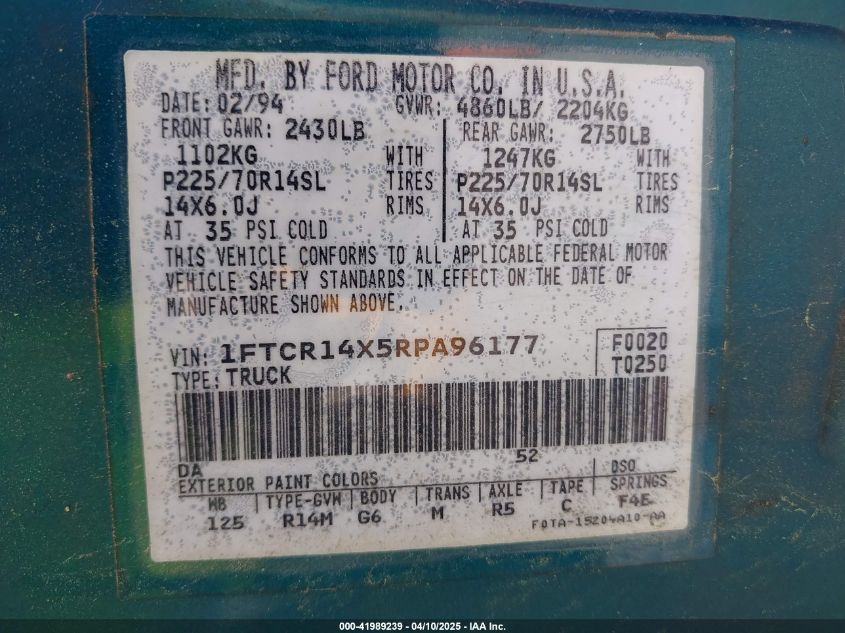 MFD. BY FORD MOTOR CO. IN U.S.A.
DATE: 02/94 GVWR: 4860LB/ 2204KG
FRONT GAWR: 2430LB REAR GAWR: 2750LB
1102KG WITH 1247KG WITH
P225/70R14SL TIRES P225/70R14SL TIRES
14X6.0J RIMS 14X6.0J RIMS
AT 35 PSI COLD AT 35 PSI COLD
THIS VEHICLE CONFORMS TO ALL APPLICABLE FEDERAL MOTOR
VEHICLE SAFETY STANDARDS IN EFFECT ON THE DATE OF
MANUFACTURE SHOWN ABOVE.
VIN: 1FTCR14X5RPA96177 F0020
TYPE: TRUCK T0250
52
DA DSO
EXTERIOR PAINT COLORS
WB TYPE-GVW BODY TRANS AXLE TAPE SPRINGS
125 R14M G6 M R5 C F4E
F0TA-15204A10-AA
000-41989239 - 04/10/2025 - IAA Inc.